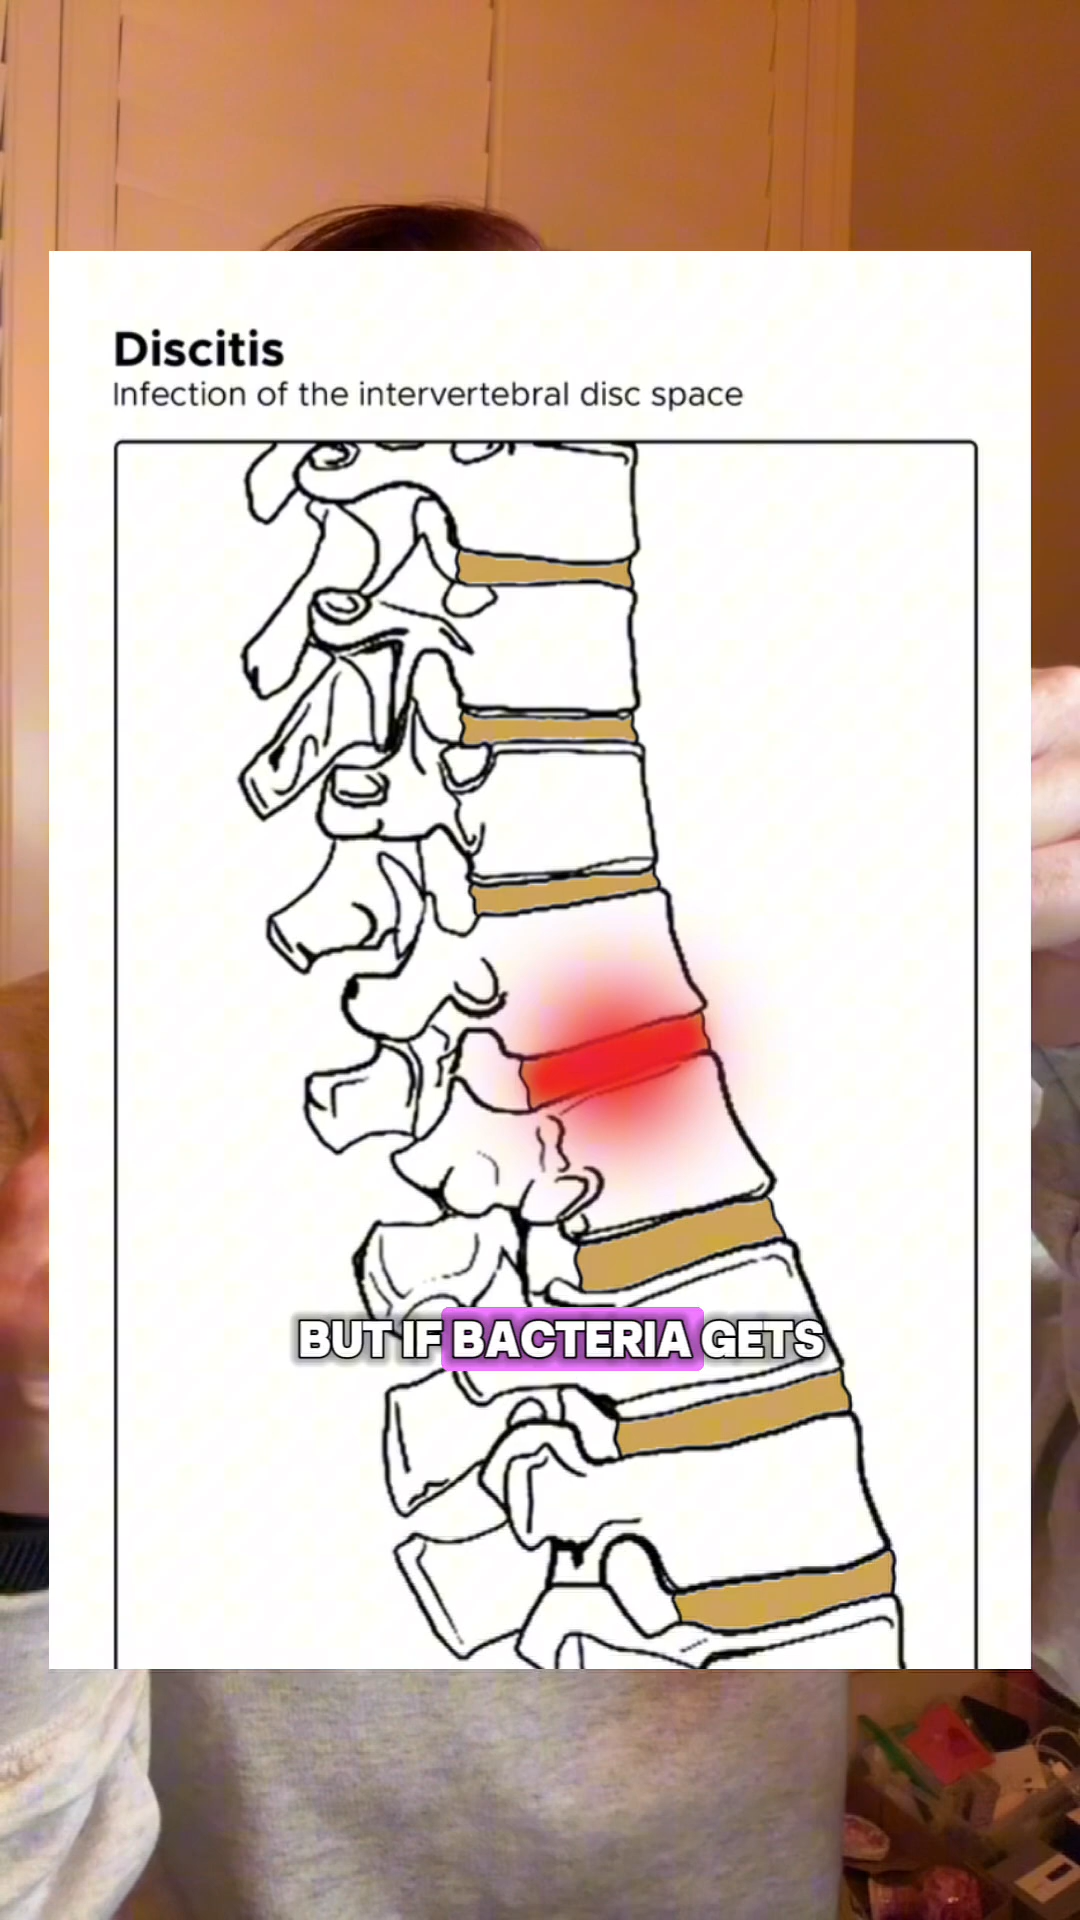 Discitis
Infection of the intervertebral disc space
BUT IF BACTERIA GETS